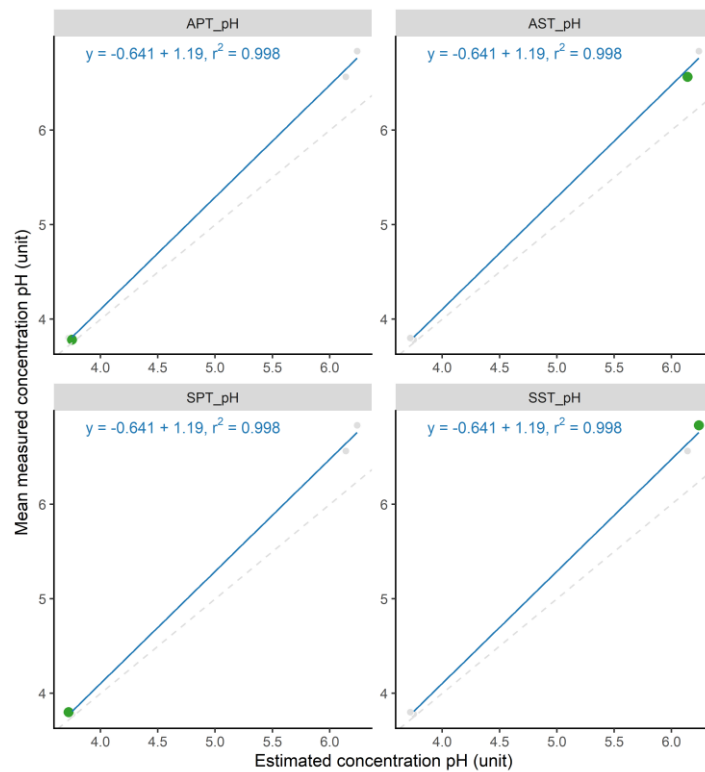 APT_pH
AST_pH
y = -0.641 + 1.19, r² = 0.998
y = -0.641 + 1.19, r² = 0.998
6
5
4
6
5
4
4.0 4.5 5.0 5.5 6.0
4.0 4.5 5.0 5.5 6.0
SPT_pH
SST_pH
y = -0.641 + 1.19, r² = 0.998
y = -0.641 + 1.19, r² = 0.998
6
5
4
6
5
4
4.0 4.5 5.0 5.5 6.0
4.0 4.5 5.0 5.5 6.0
Mean measured concentration pH (unit)
Estimated concentration pH (unit)